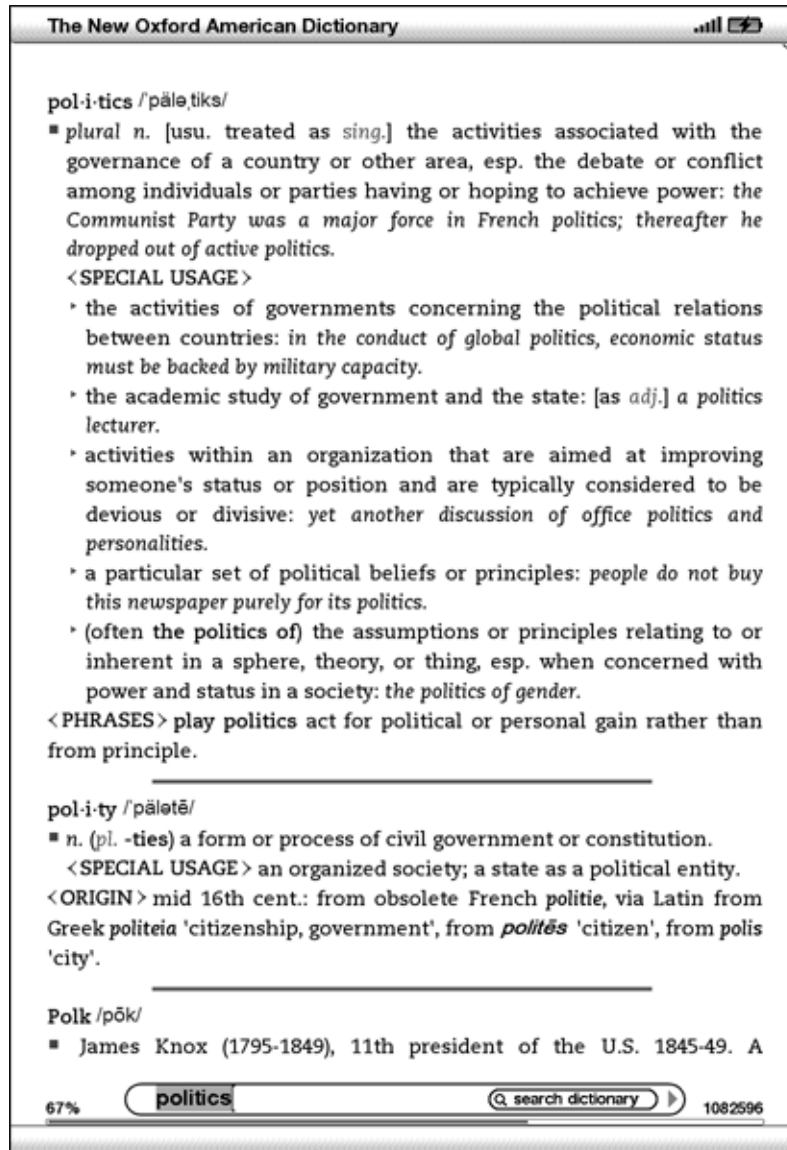 The New Oxford American Dictionary
pol·i·tics /ˈpäləˌtiks/
▪ plural n. [usu. treated as sing.] the activities associated with the
governance of a country or other area, esp. the debate or conflict
among individuals or parties having or hoping to achieve power: the
Communist Party was a major force in French politics; thereafter he
dropped out of active politics.
<SPECIAL USAGE>
‣ the activities of governments concerning the political relations
between countries: in the conduct of global politics, economic status
must be backed by military capacity.
‣ the academic study of government and the state: [as adj.] a politics
lecturer.
‣ activities within an organization that are aimed at improving
someone's status or position and are typically considered to be
devious or divisive: yet another discussion of office politics and
personalities.
‣ a particular set of political beliefs or principles: people do not buy
this newspaper purely for its politics.
‣ (often the politics of) the assumptions or principles relating to or
inherent in a sphere, theory, or thing, esp. when concerned with
power and status in a society: the politics of gender.
<PHRASES> play politics act for political or personal gain rather than
from principle.
pol·i·ty /ˈpälətē/
▪ n. (pl. -ties) a form or process of civil government or constitution.
<SPECIAL USAGE> an organized society; a state as a political entity.
<ORIGIN> mid 16th cent.: from obsolete French politie, via Latin from
Greek politeia 'citizenship, government', from politēs 'citizen', from polis
'city'.
Polk /pōk/
▪ James Knox (1795-1849), 11th president of the U.S. 1845-49. A
67% politics search dictionary 1082596